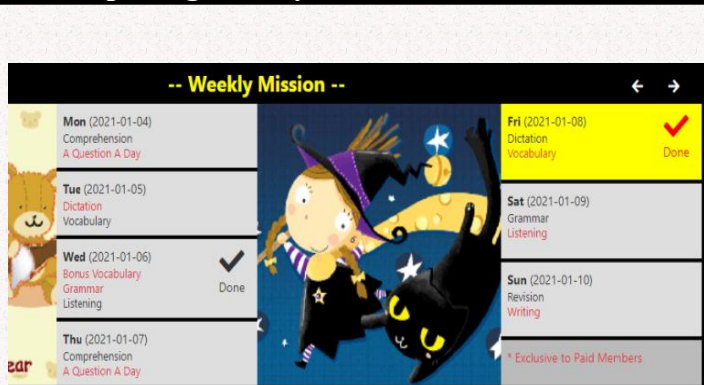 -- Weekly Mission --
Mon (2021-01-04)
Comprehension
A Question A Day
Tue (2021-01-05)
Dictation
Vocabulary
Wed (2021-01-06)
Bonus Vocabulary
Grammar
Listening
Done
Thu (2021-01-07)
Comprehension
A Question A Day
Fri (2021-01-08)
Dictation
Vocabulary
Done
Sat (2021-01-09)
Grammar
Listening
Sun (2021-01-10)
Revision
Writing
* Exclusive to Paid Members